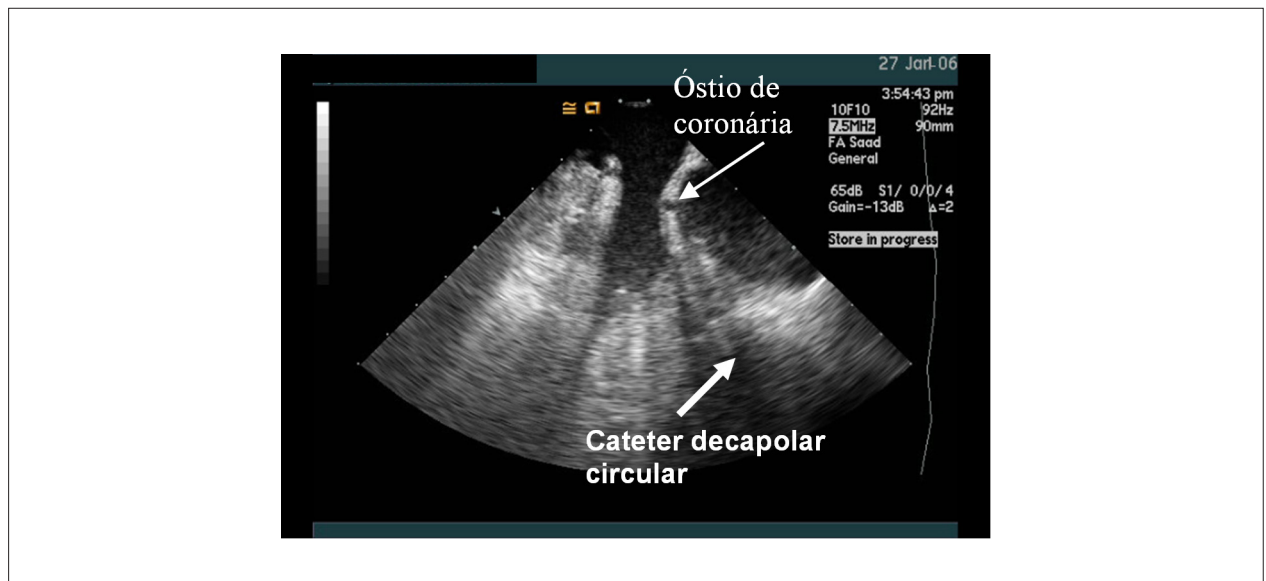 27 Jan-06
3:54:43 pm
10F10 92Hz
7.5MHz 90mm
FA Saad
General
65dB S1/ 0/0/4
Gain=-13dB Δ=2
Store in progress
Óstio de
coronária
Cateter decapolar
circular